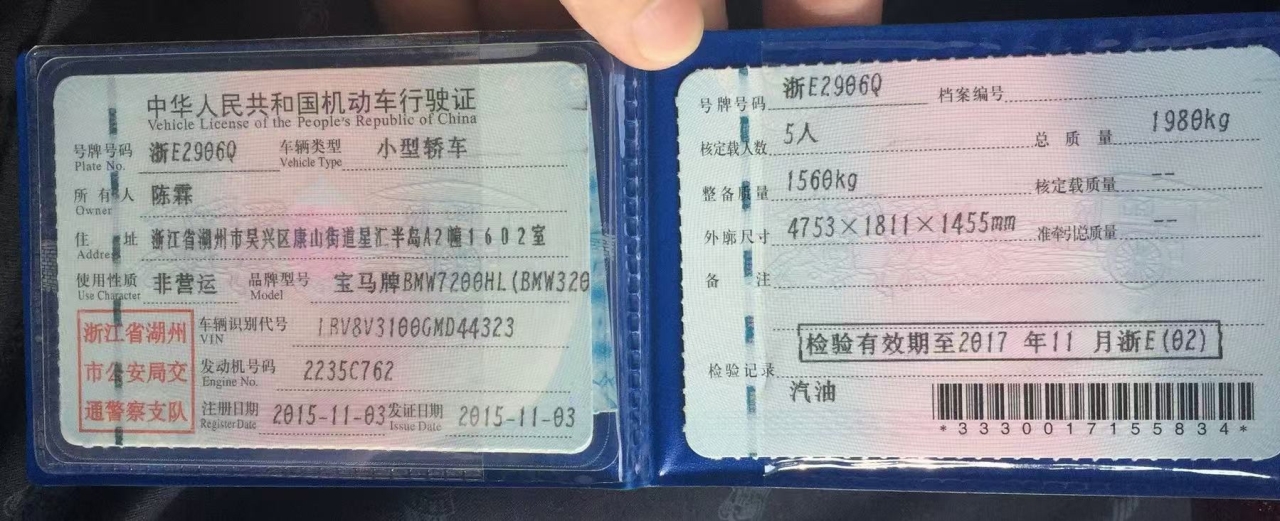 中华人民共和国机动车行驶证
Vehicle License of the People's Republic of China
号牌号码 浙E2906Q 车辆类型 小型轿车
Plate No. Vehicle Type
所有人 陈霖
Owner
住址 浙江省湖州市吴兴区康山街道星汇半岛A2幢1602室
Address
使用性质 非营运 品牌型号 宝马牌BMW7200HL(BMW320
Use Character Model
浙江省湖州
市公安局交
通警察支队
车辆识别代号 LBV8V3100GMD44323
VIN
发动机号码 2235C762
Engine No.
注册日期 2015-11-03 发证日期 2015-11-03
Register Date Issue Date
号牌号码 浙E2906Q 档案编号
核定载人数 5人 总质量 1980kg
整备质量 1560kg 核定载质量 --
外廓尺寸 4753×1811×1455mm 准牵引总质量 --
备注
检验有效期至2017 年11 月浙E(02)
检验记录
汽油
*3330017155834*